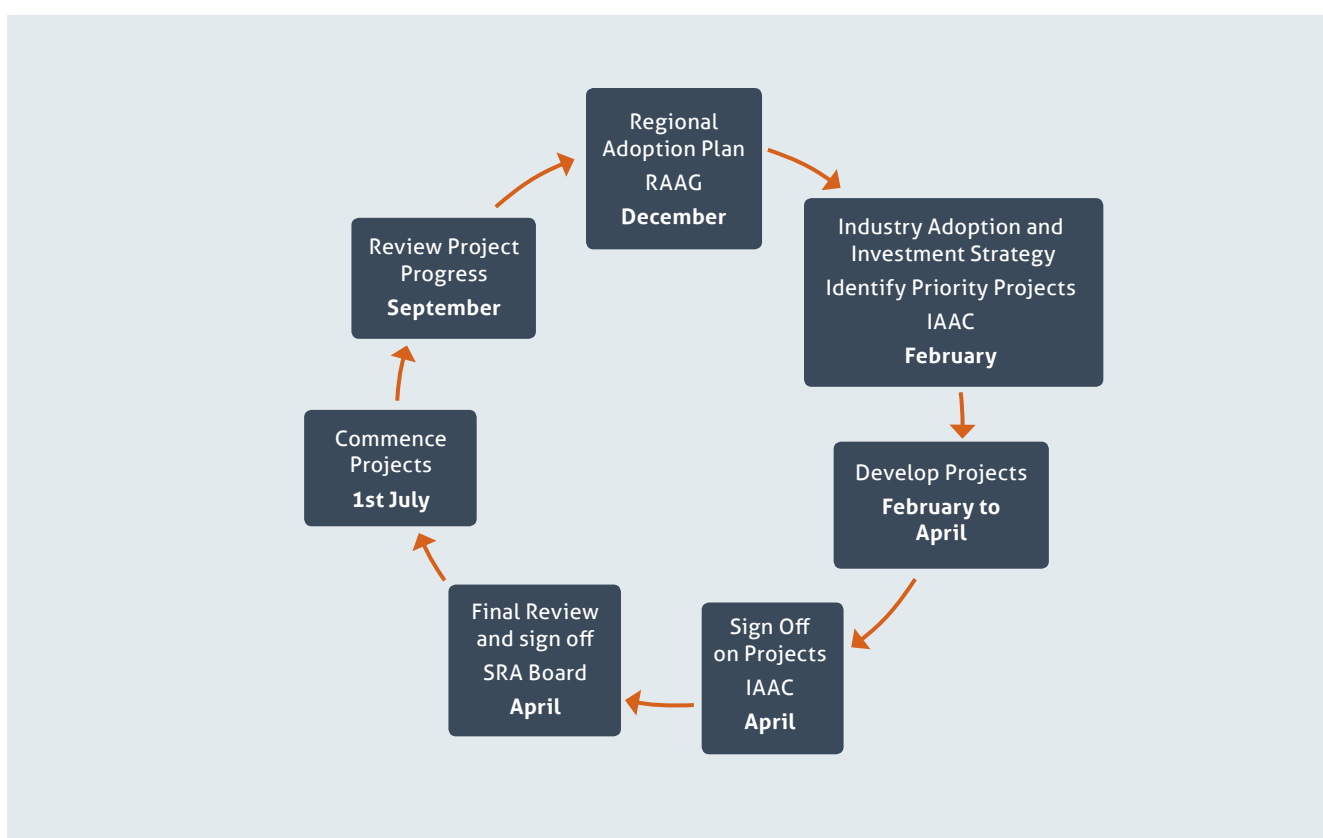 Regional
Adoption Plan
RAAG
December
Industry Adoption and
Investment Strategy
Identify Priority Projects
IAAC
February
Develop Projects
February to
April
Sign Off
on Projects
IAAC
April
Final Review
and sign off
SRA Board
April
Commence
Projects
1st July
Review Project
Progress
September